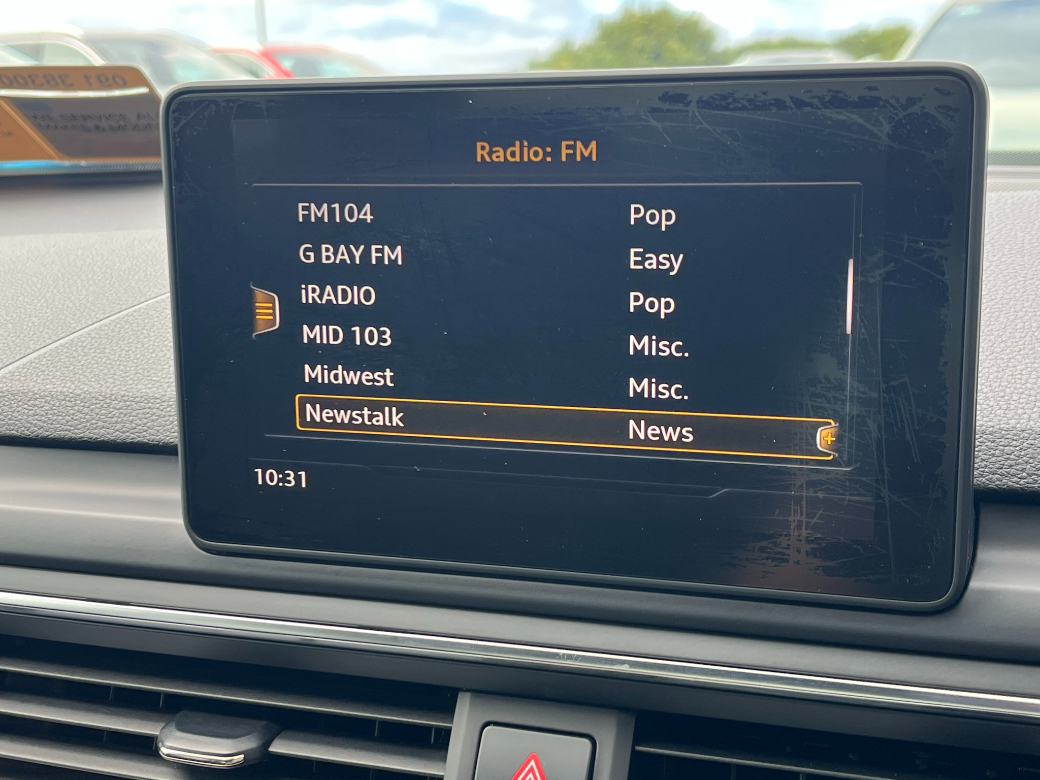 Radio: FM
FM104 Pop
G BAY FM Easy
iRADIO Pop
MID 103 Misc.
Midwest Misc.
Newstalk News
10:31